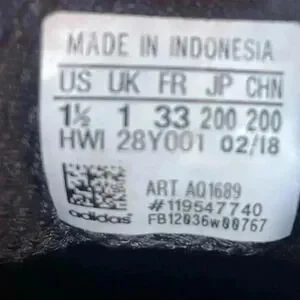 MADE IN INDONESIA
US UK FR JP CHN
1½ 1 33 200 200
HWI 28Y001 02/18
ART AQ1689
#119547740
adidas FB12036w00767